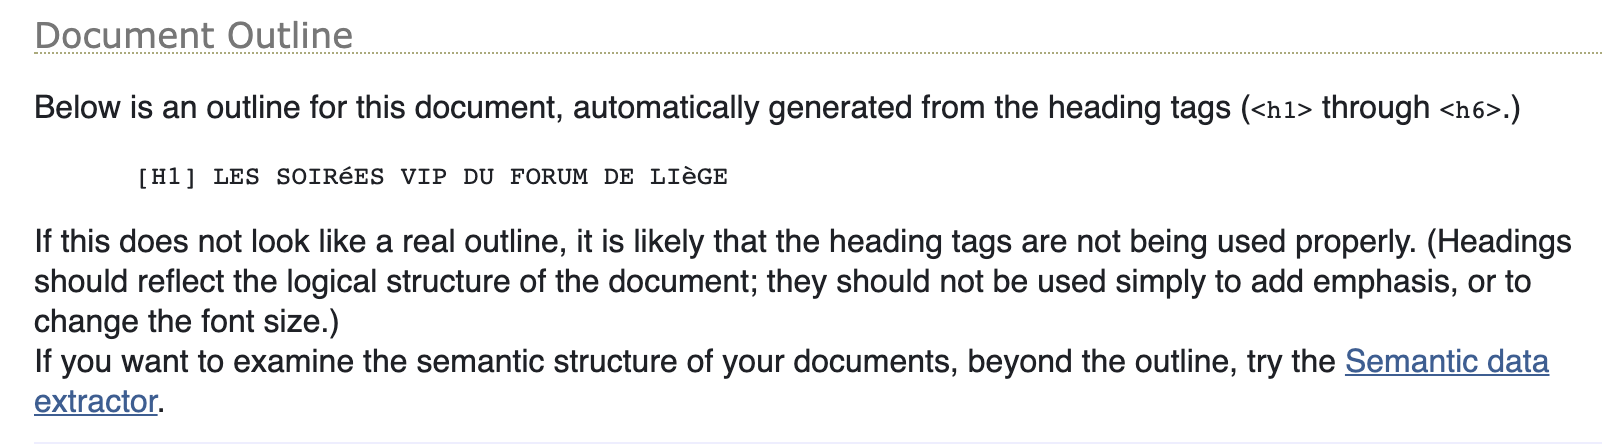 Document Outline
Below is an outline for this document, automatically generated from the heading tags (<h1> through <h6>.)
[H1] LES SOIRéES VIP DU FORUM DE LIèGE
If this does not look like a real outline, it is likely that the heading tags are not being used properly. (Headings
should reflect the logical structure of the document; they should not be used simply to add emphasis, or to
change the font size.)
If you want to examine the semantic structure of your documents, beyond the outline, try the Semantic data
extractor.